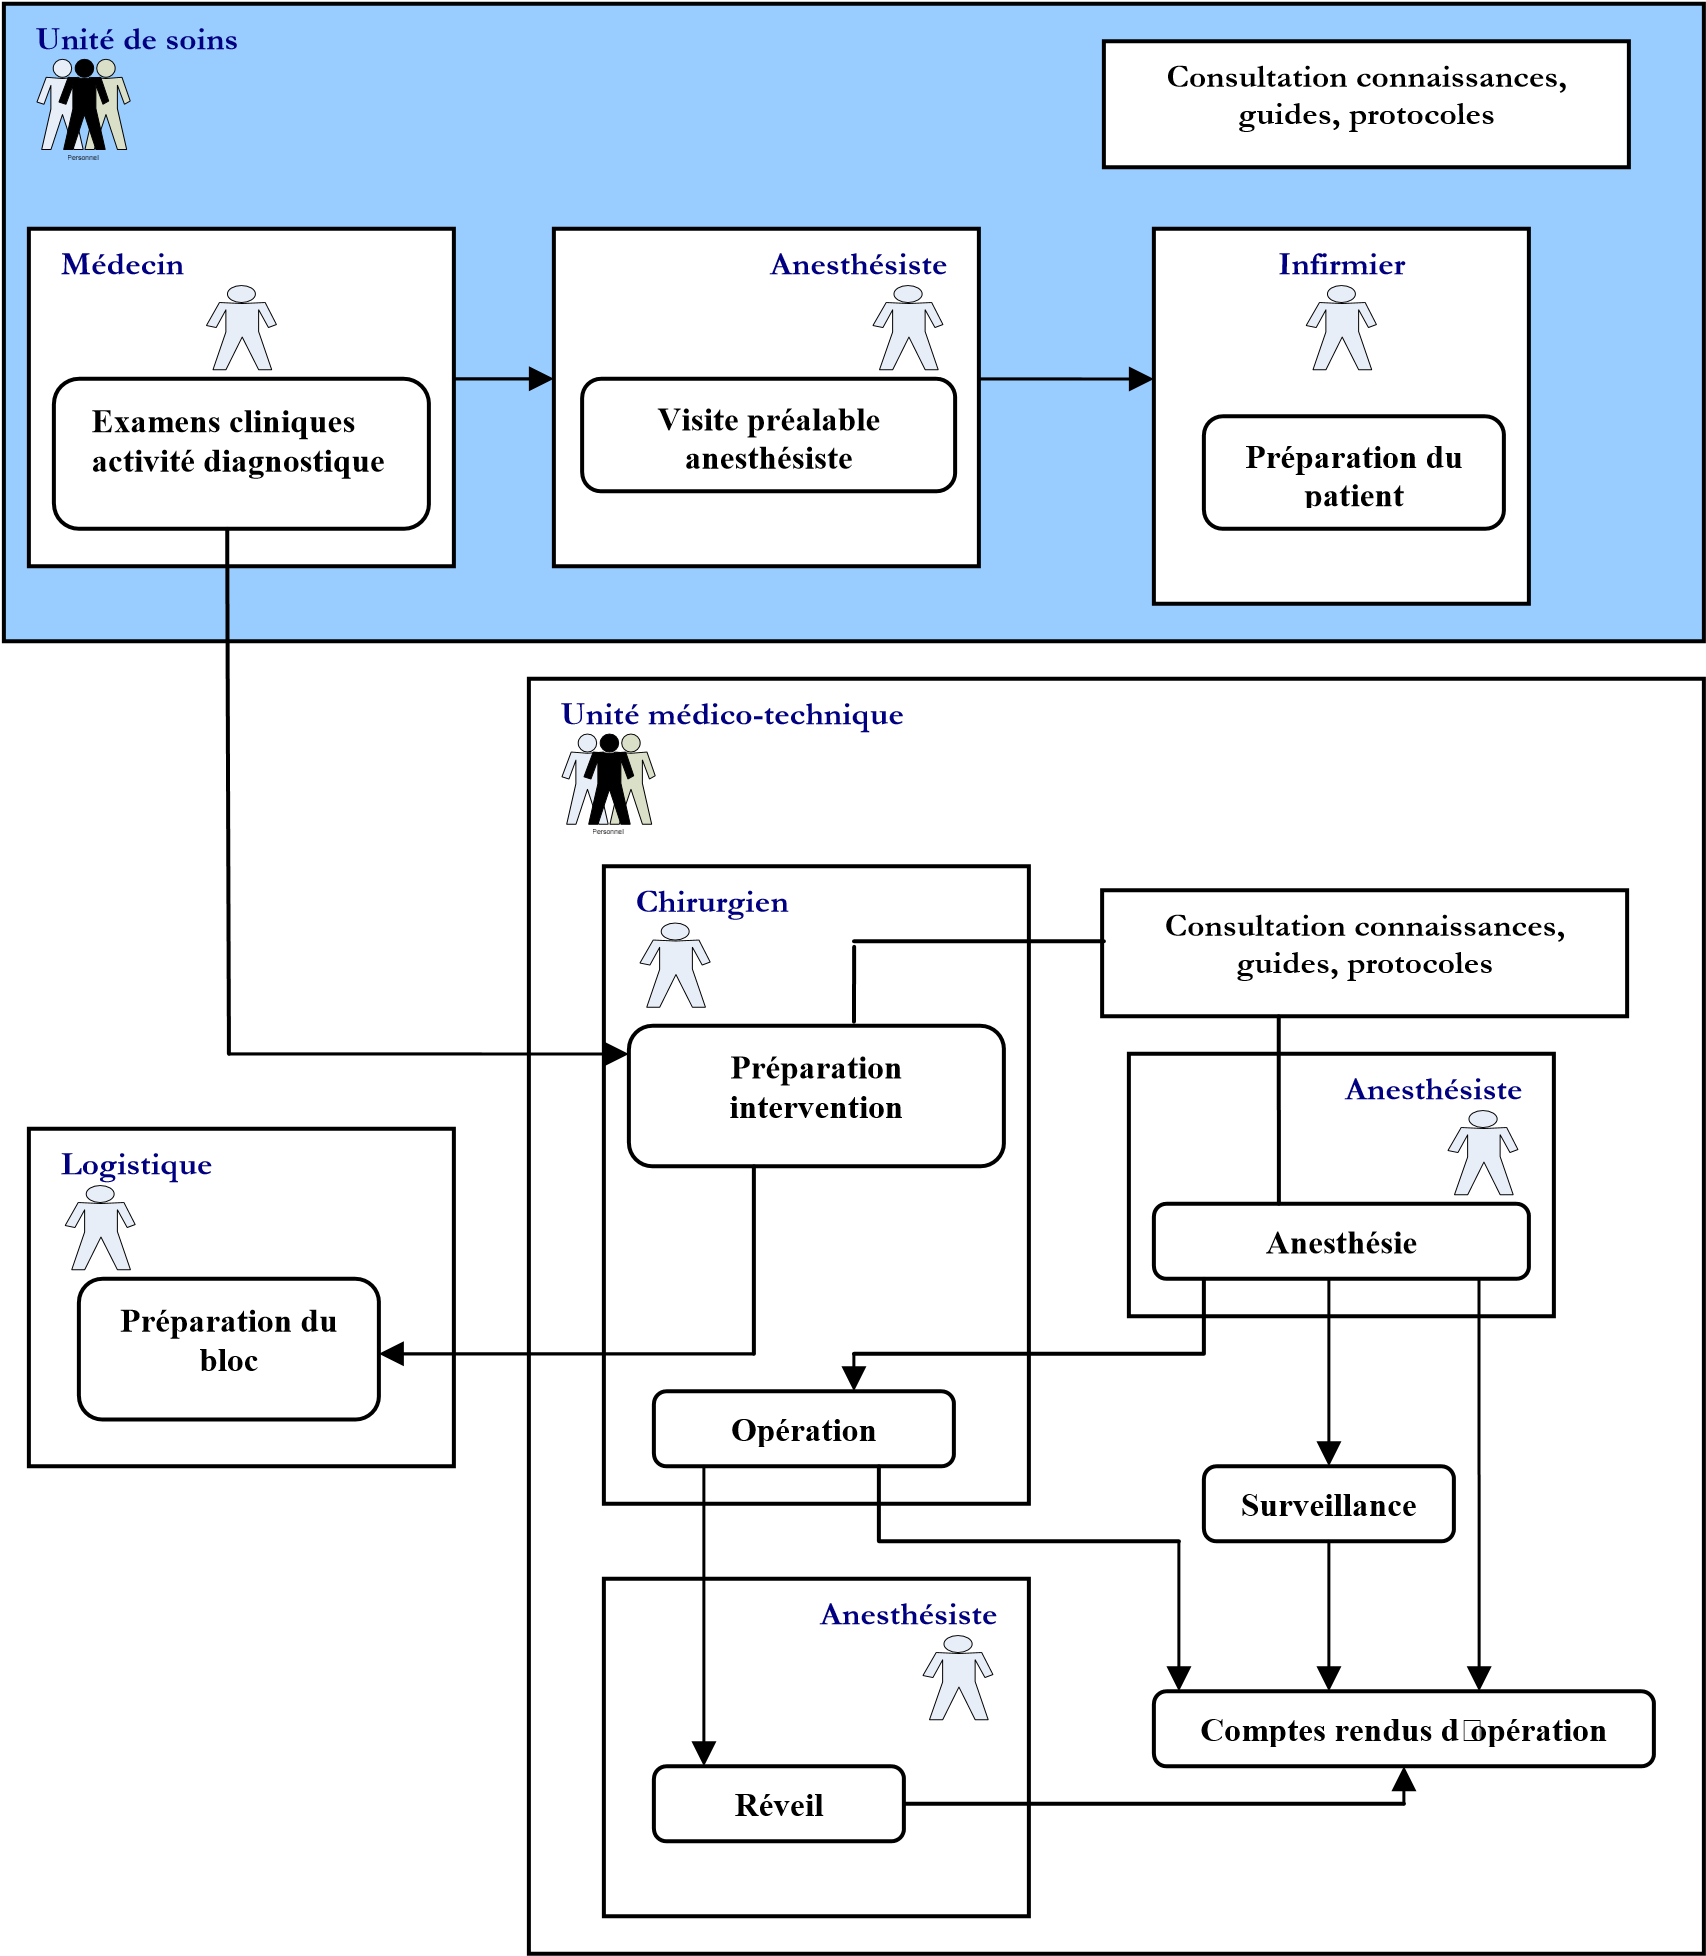 Unité de soins
Personnel
Consultation connaissances,
guides, protocoles
Médecin
Examens cliniques
activité diagnostique
Anesthésiste
Visite préalable
anesthésiste
Infirmier
Préparation du
patient
Unité médico-technique
Personnel
Chirurgien
Consultation connaissances,
guides, protocoles
Préparation
intervention
Anesthésiste
Anesthésie
Logistique
Préparation du
bloc
Opération
Surveillance
Anesthésiste
Comptes rendus d□opération
Réveil